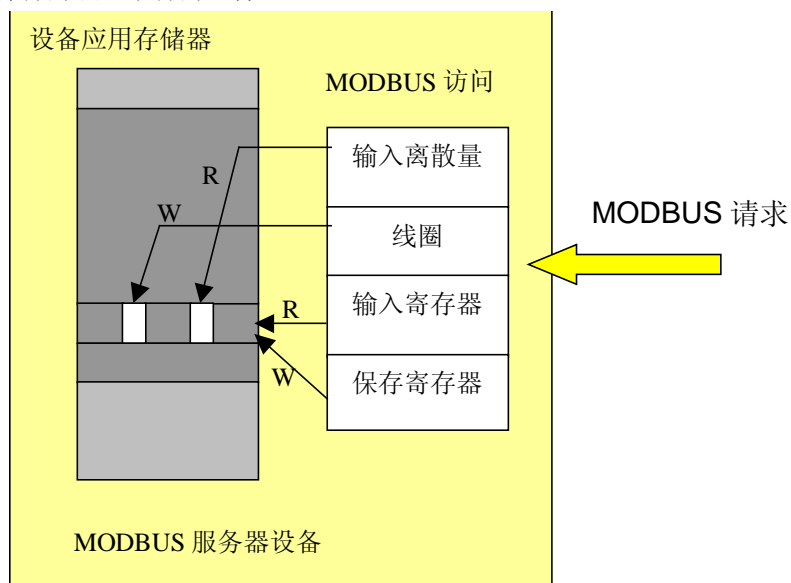 设备应用存储器
MODBUS 访问
输入离散量
R
W
线圈
MODBUS 请求
输入寄存器
R
保存寄存器
W
MODBUS 服务器设备